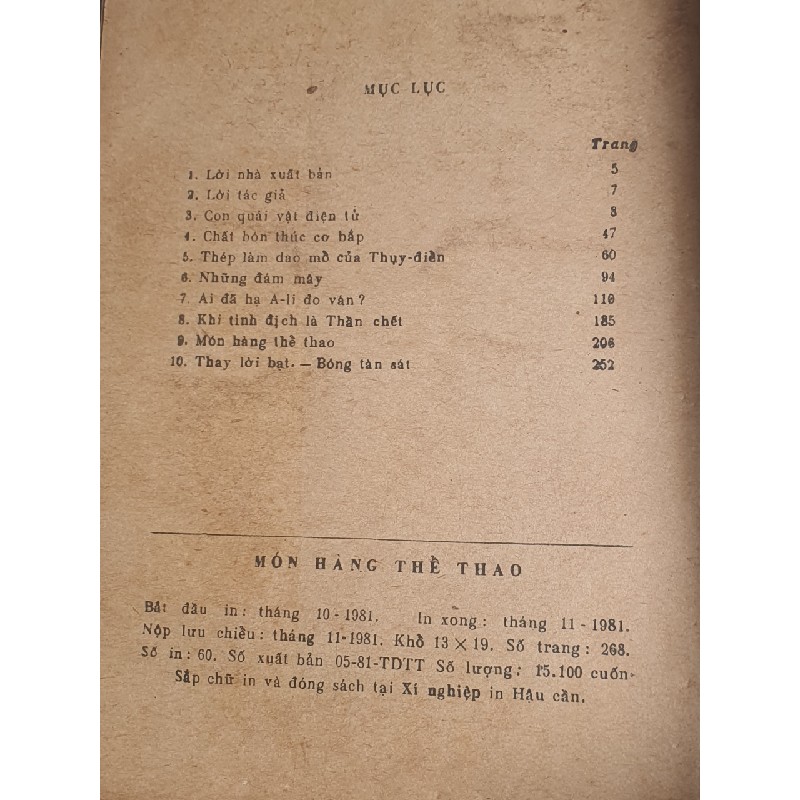 MỤC LỤC
Trang
1. Lời nhà xuất bản 5
2. Lời tác giả 7
3. Con quái vật điện tử 8
4. Chất bón thúc cơ bắp 47
5. Thép làm dao mổ của Thụy-điển 60
6. Những đám mây 94
7. Ai đã hạ A-li đo ván ? 110
8. Khi tình địch là Thần chết 185
9. Món hàng thể thao 206
10. Thay lời bạt. — Bóng tàn sát 252
MÓN HÀNG THỂ THAO
Bắt đầu in : tháng 10 - 1981. In xong : tháng 11 - 1981.
Nộp lưu chiểu : tháng 11-1981. Khổ 13 × 19. Số trang : 268.
Số in : 60. Số xuất bản 05-81-TDTT Số lượng : 15.100 cuốn.
Sắp chữ in và đóng sách tại Xí nghiệp in Hậu cần.